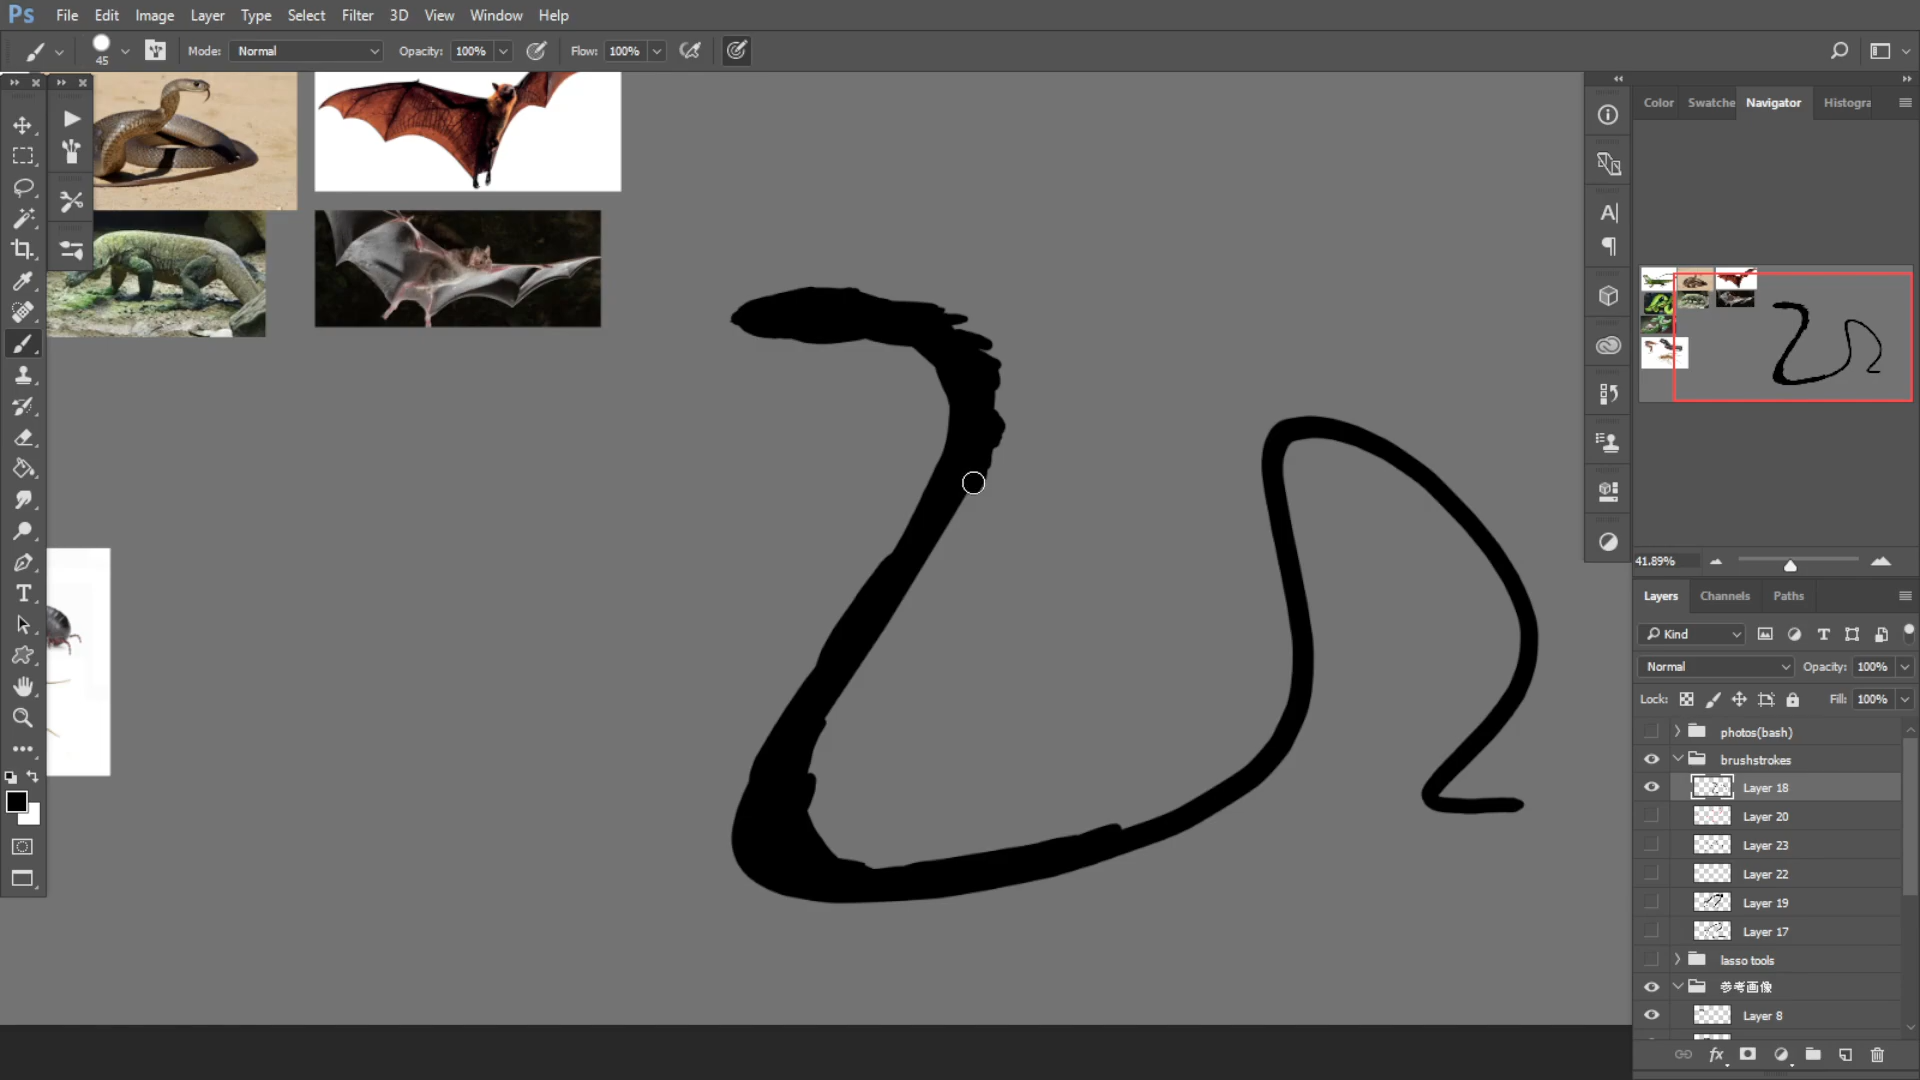 Ps File Edit Image Layer Type Select Filter 3D View Window Help
45 Mode: Normal Opacity: 100% Flow: 100%
Color Swatche Navigator Histogra
41.89%
Layers Channels Paths
Kind
Normal Opacity: 100%
Lock: Fill: 100%
photos(bash)
brushstrokes
Layer 18
Layer 20
Layer 23
Layer 22
Layer 19
Layer 17
lasso tools
参考画像
Layer 8
fx